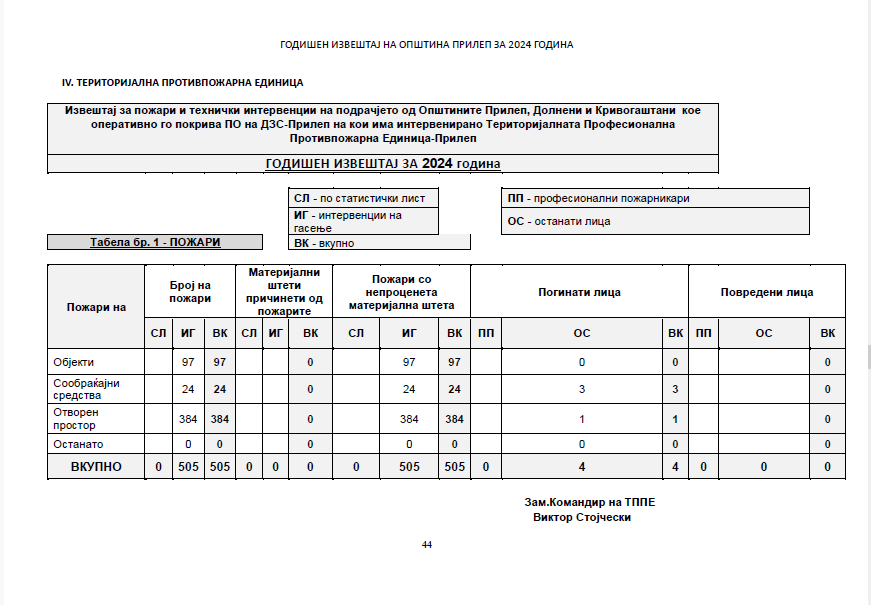 ГОДИШЕН ИЗВЕШТАЈ НА ОПШТИНА ПРИЛЕП ЗА 2024 ГОДИНА
IV. ТЕРИТОРИЈАЛНА ПРОТИВПОЖАРНА ЕДИНИЦА
Извештај за пожари и технички интервенции на подрачјето од Општините Прилеп, Долнени и Кривогаштани кое
оперативно го покрива ПО на ДЗС-Прилеп на кои има интервенирано Територијалната Професионална
Противпожарна Единица-Прилеп
ГОДИШЕН ИЗВЕШТАЈ ЗА 2024 година
СЛ - по статистички лист
ИГ - интервенции на
гасење
ВК - вкупно
ПП - професионални пожарникари
ОС - останати лица
Табела бр. 1 - ПОЖАРИ
Пожари на
Број на
пожари
Материјални
штети
причинети од
пожарите
Пожари со
непроценета
материјална штета
Погинати лица
Повредени лица
СЛ ИГ ВК СЛ ИГ ВК СЛ ИГ ВК ПП ОС ВК ПП ОС ВК
Објекти 97 97 0 97 97 0 0 0
Сообраќајни
средства 24 24 0 24 24 3 3 0
Отворен
простор 384 384 0 384 384 1 1 0
Останато 0 0 0 0 0 0 0 0
ВКУПНО 0 505 505 0 0 0 0 505 505 0 4 4 0 0 0
Зам.Командир на ТППЕ
Виктор Стојчески
44